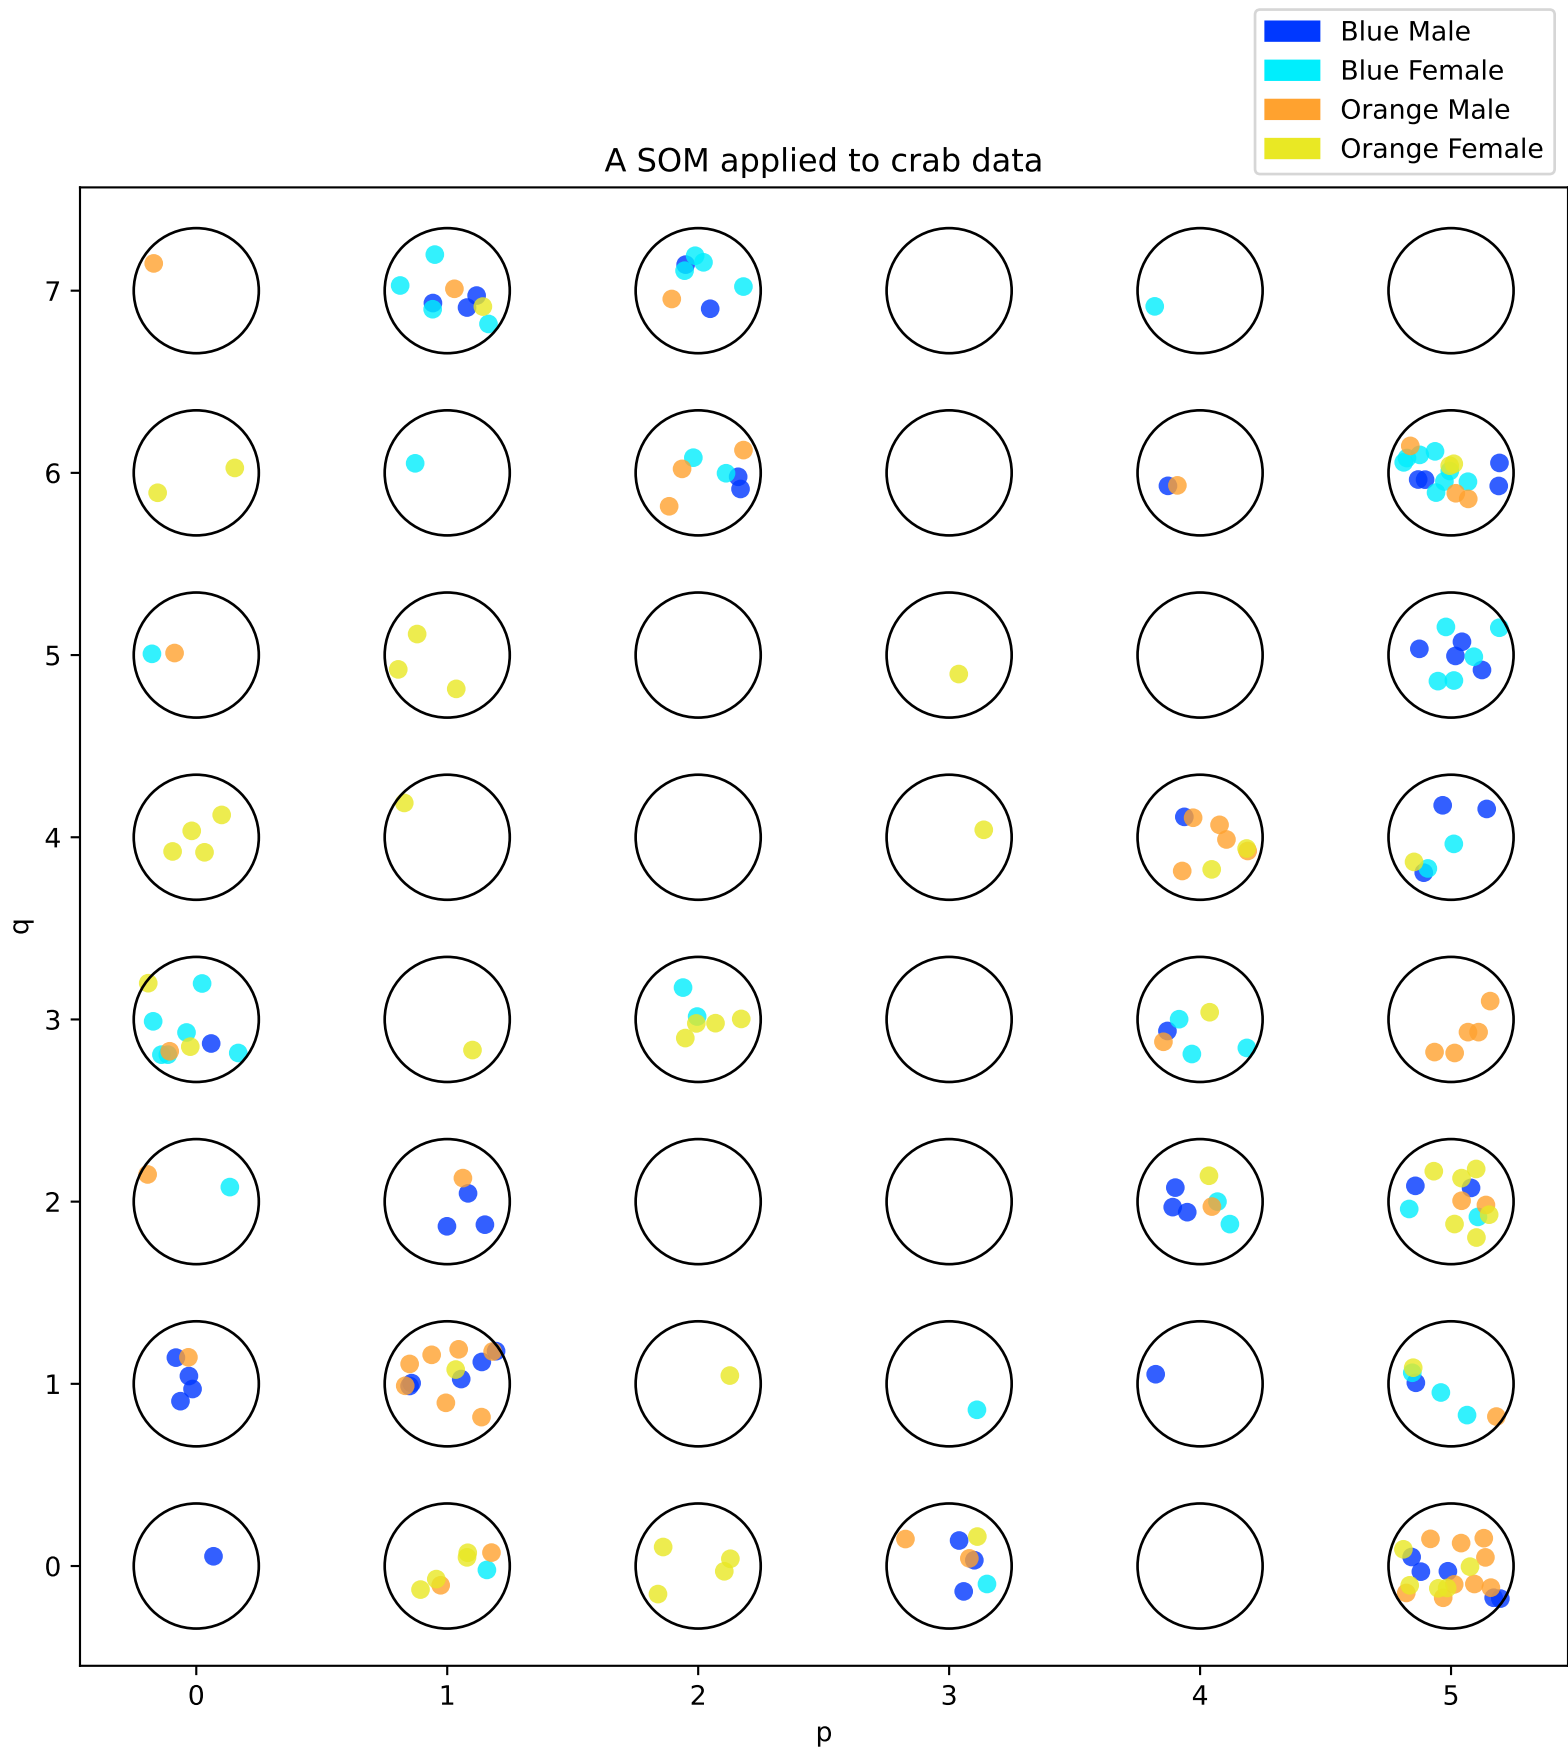 Blue Male
Blue Female
Orange Male
Orange Female
A SOM applied to crab data
7
6
5
4
3
2
1
0
q
0 1 2 3 4 5
p